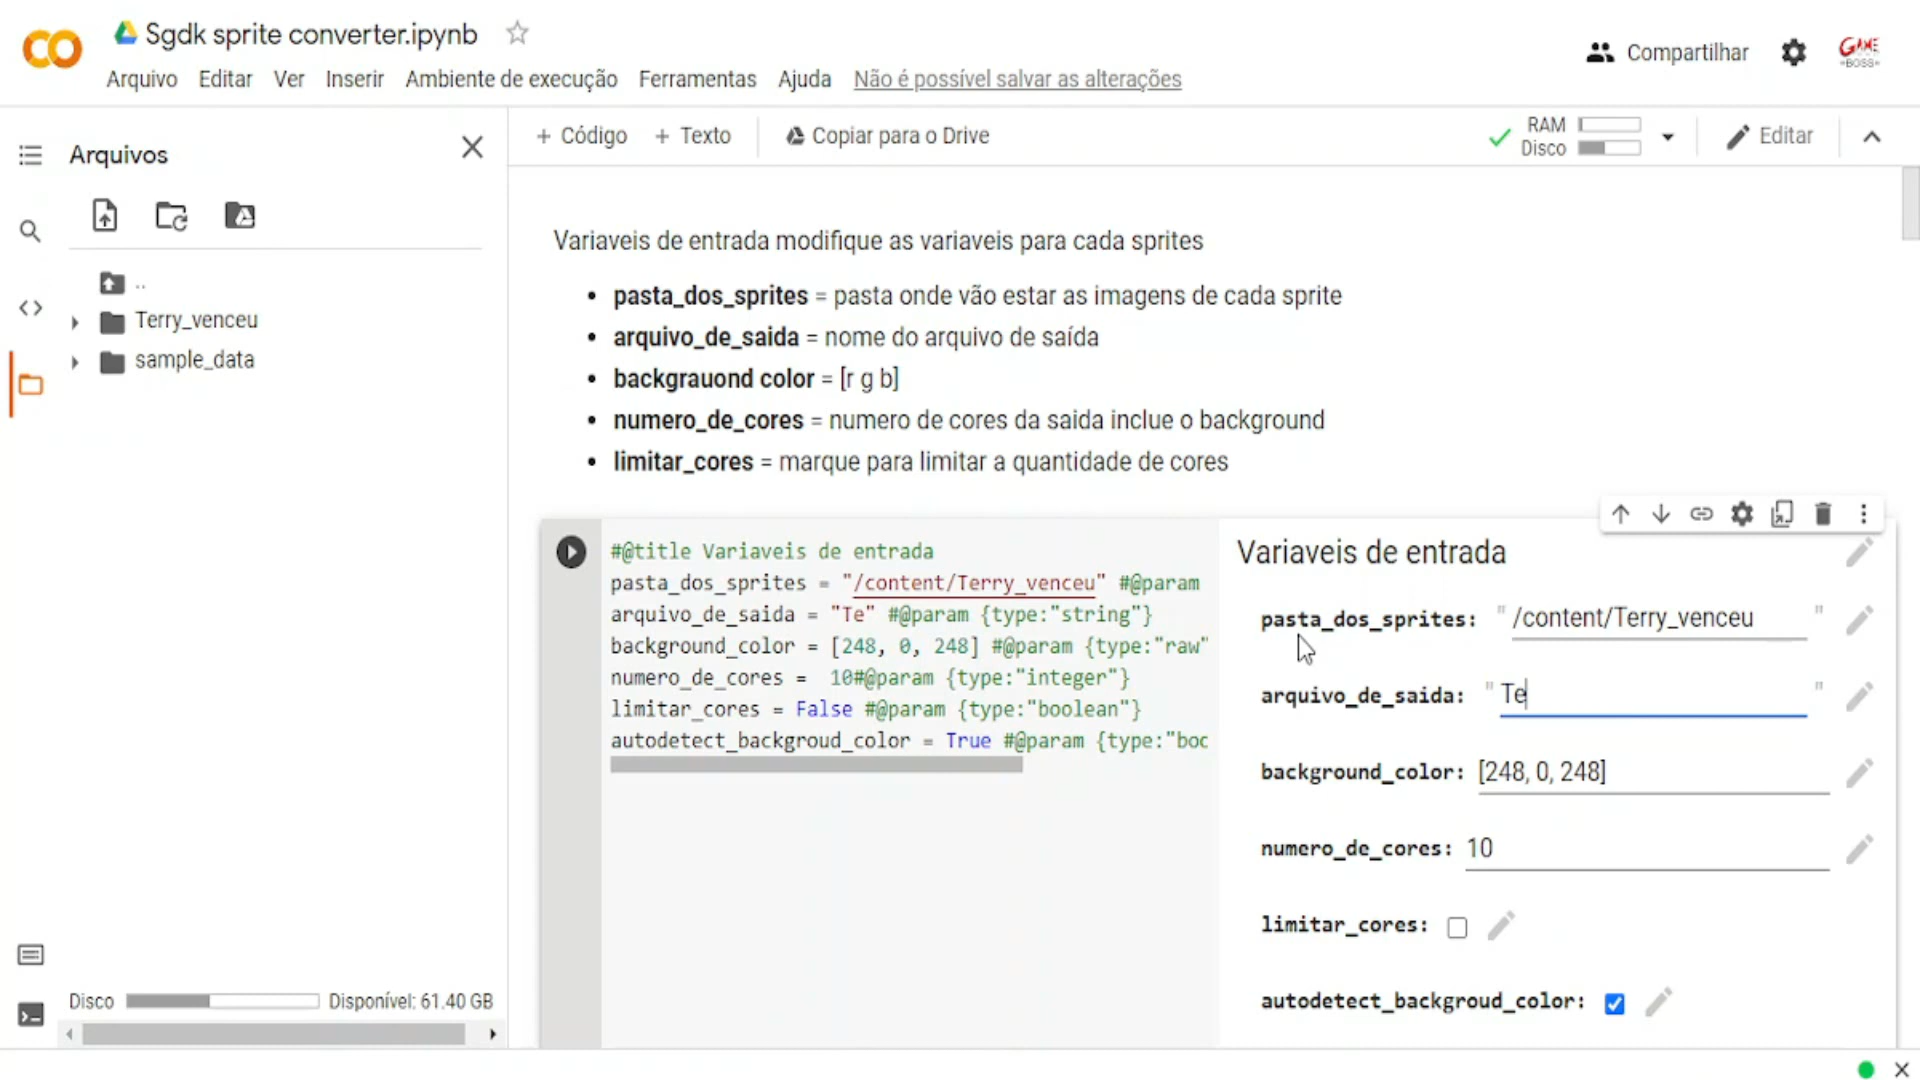 Sgdk sprite converter.ipynb
Arquivo Editar Ver Inserir Ambiente de execução Ferramentas Ajuda Não é possível salvar as alterações
Compartilhar
GAME
=BOSS=
Arquivos
+ Código + Texto Copiar para o Drive
RAM
Disco
Editar
..
Terry_venceu
sample_data
Disco Disponível: 61.40 GB
Variaveis de entrada modifique as variaveis para cada sprites
• pasta_dos_sprites = pasta onde vão estar as imagens de cada sprite
• arquivo_de_saida = nome do arquivo de saída
• backgrauond color = [r g b]
• numero_de_cores = numero de cores da saida inclue o background
• limitar_cores = marque para limitar a quantidade de cores
#@title Variaveis de entrada
pasta_dos_sprites = "/content/Terry_venceu" #@param
arquivo_de_saida = "Te" #@param {type:"string"}
background_color = [248, 0, 248] #@param {type:"raw"
numero_de_cores =  10#@param {type:"integer"}
limitar_cores = False #@param {type:"boolean"}
autodetect_backgroud_color = True #@param {type:"boo
Variaveis de entrada
pasta_dos_sprites: "/content/Terry_venceu"
arquivo_de_saida: "Te"
background_color: [248, 0, 248]
numero_de_cores: 10
limitar_cores:
autodetect_backgroud_color: